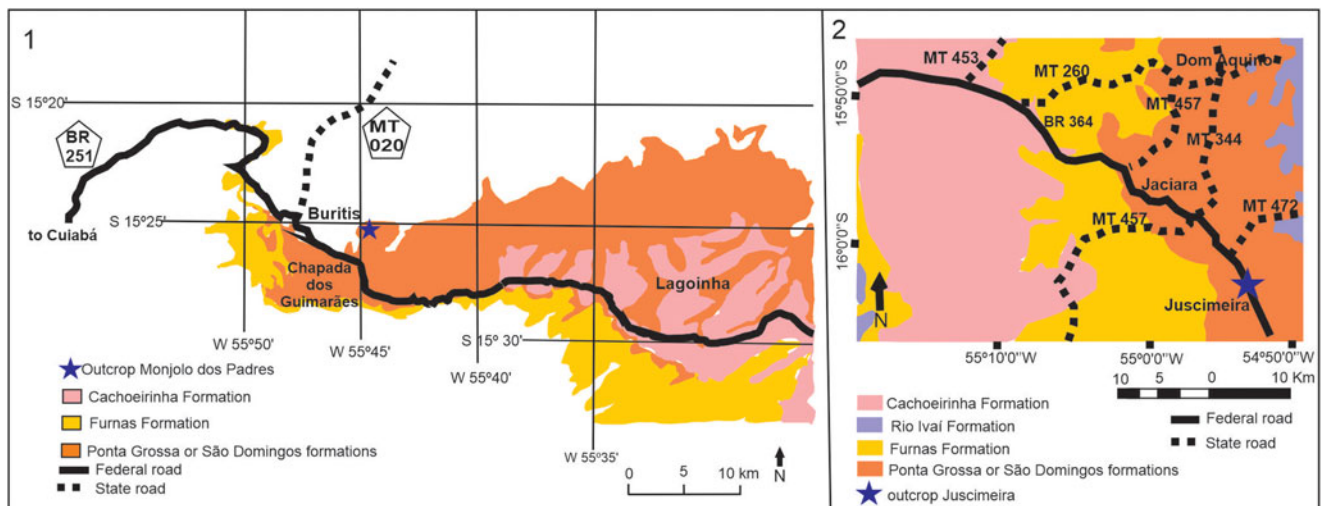 1
S 15º20'
BR
251
MT
020
S 15º25'
Buritis
to Cuiabá
Chapada
dos
Guimarães
Lagoinha
S 15º 30'
W 55º50'
W 55º45'
W 55º40'
W 55º35'
Outcrop Monjolo dos Padres
Cachoeirinha Formation
Furnas Formation
Ponta Grossa or São Domingos formations
Federal road
State road
0 5 10 km
N
2
MT 453
MT 260
Dom Aquino
15º50'0"S
MT 457
BR 364
MT 344
Jaciara
MT 472
MT 457
16º0'0"S
Juscimeira
N
55º10'0"W
55º0'0"W
54º50'0"W
10 5 0 10 Km
Cachoeirinha Formation
Rio Ivaí Formation
Furnas Formation
Ponta Grossa or São Domingos formations
outcrop Juscimeira
Federal road
State road